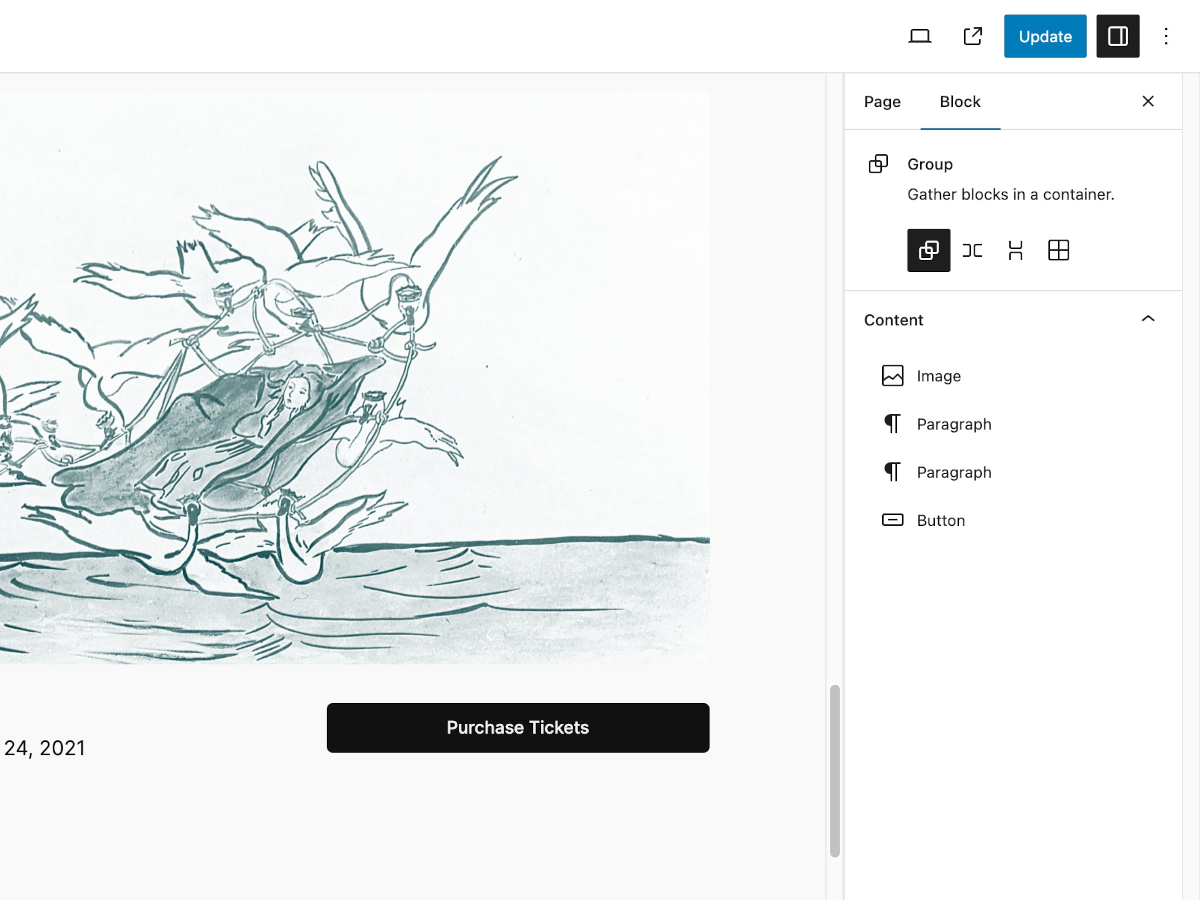 Update
Page
Block
Group
Gather blocks in a container.
Content
Image
Paragraph
Paragraph
Button
Purchase Tickets
24, 2021